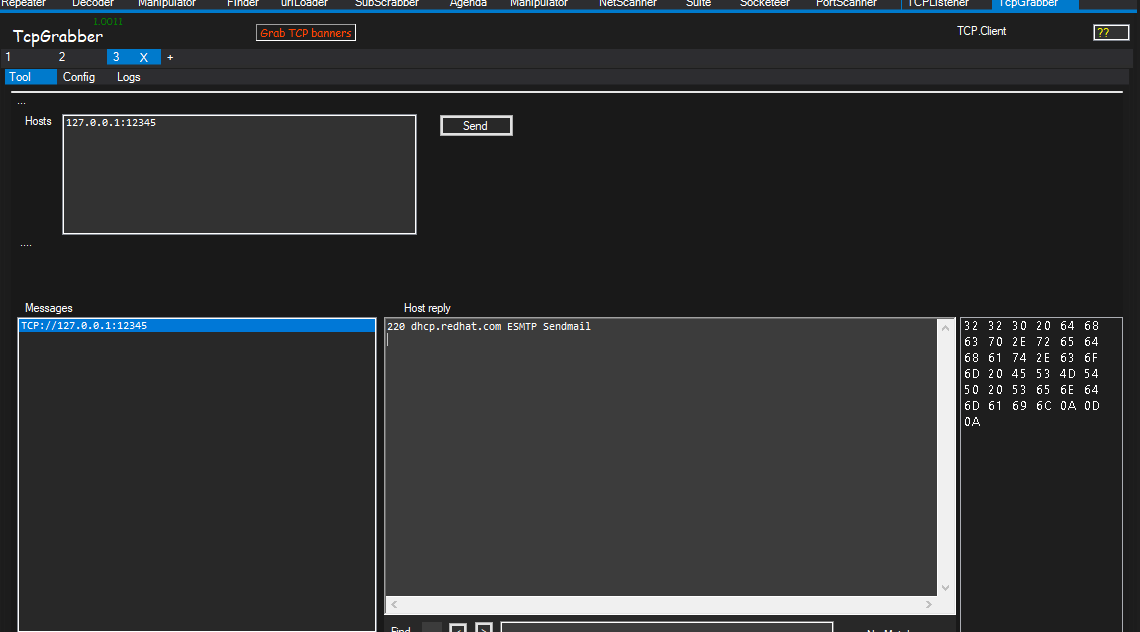 Repeater Decoder Manipulator Finder uriLoader SubScrabber Agenda Manipulator NetScanner Suite Socketeer PortScanner TCPListener TcpGrabber
1.0011
TcpGrabber Grab TCP banners TCP.Client ??
1 2 3 X +
Tool Config Logs
...
Hosts 127.0.0.1:12345 Send
....
Messages Host reply
TCP://127.0.0.1:12345
220 dhcp.redhat.com ESMTP Sendmail
32 32 30 20 64 68
63 70 2E 72 65 64
68 61 74 2E 63 6F
6D 20 45 53 4D 54
50 20 53 65 6E 64
6D 61 69 6C 0A 0D
0A
Find < >